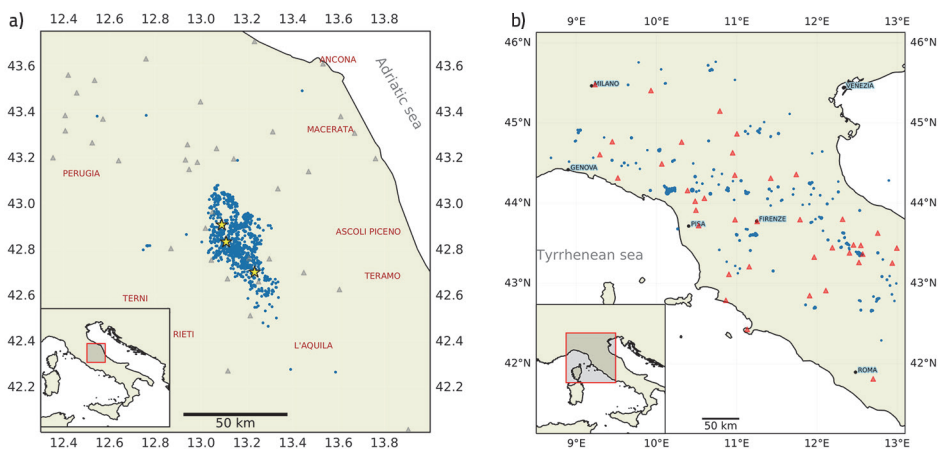 a)
12.4 12.6 12.8 13.0 13.2 13.4 13.6 13.8
43.6
43.4
43.2
43.0
42.8
42.6
42.4
42.2
ANCONA
Adriatic sea
MACERATA
PERUGIA
ASCOLI PICENO
TERAMO
TERNI
RIETI
L'AQUILA
50 km
43.6
43.4
43.2
43.0
42.8
42.6
42.4
42.2
12.4 12.6 12.8 13.0 13.2 13.4 13.6 13.8
b)
9°E 10°E 11°E 12°E 13°E
46°N
45°N
44°N
43°N
42°N
MILANO
VENEZIA
GENOVA
PISA
FIRENZE
Tyrrhenean sea
ROMA
50 km
46°N
45°N
44°N
43°N
42°N
9°E 10°E 11°E 12°E 13°E